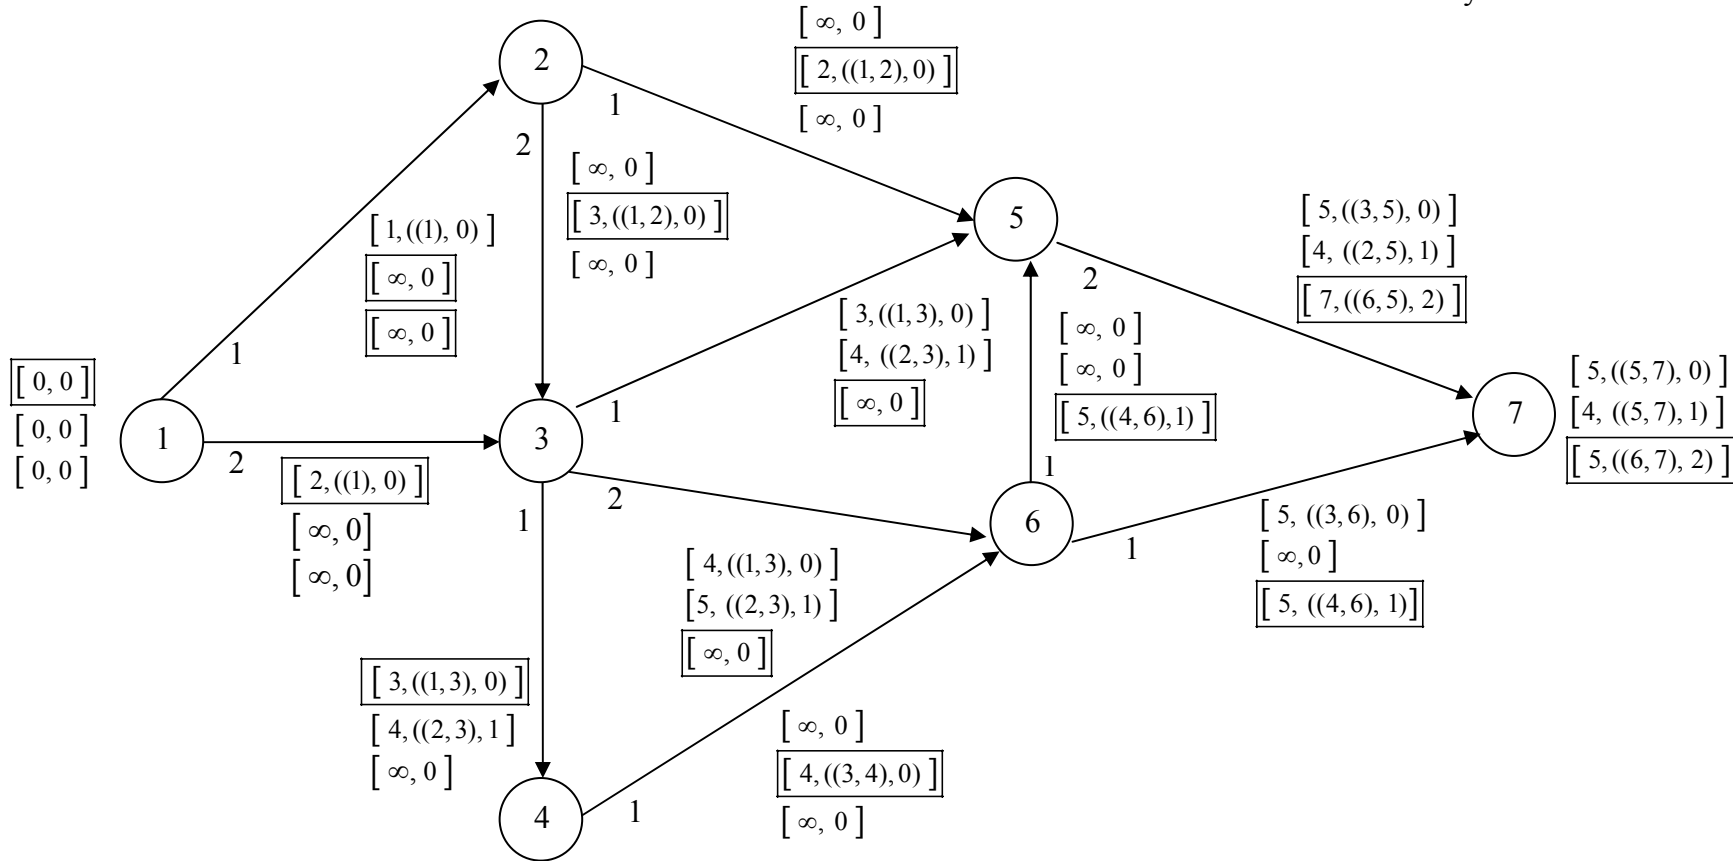 y
[ ∞, 0 ]
[ 2,((1,2),0) ]
[ ∞, 0 ]
2
1
2
[ ∞, 0 ]
[ 3,((1,2),0) ]
[ ∞, 0 ]
[ 1,((1), 0) ]
[ ∞, 0 ]
[ ∞, 0 ]
1
5
2
[ 5,((3,5), 0) ]
[4, ((2,5),1) ]
[ 7,((6,5), 2) ]
[ 3,((1,3), 0) ]
[4, ((2,3),1) ]
[ ∞, 0 ]
[ ∞, 0 ]
[ ∞, 0 ]
[ 5,((4,6),1) ]
1
[ 0, 0 ]
[ 0, 0 ]
[ 0, 0 ]
1
2
[ 2,((1), 0) ]
[ ∞, 0]
[ ∞, 0]
3
1
2
1
6
1
7
[ 5,((5,7), 0) ]
[4, ((5,7), 1) ]
[ 5,((6,7), 2) ]
[ 5, ((3,6), 0) ]
[ ∞,0 ]
[ 5, ((4,6), 1)]
[ 4,((1,3), 0) ]
[5, ((2,3),1) ]
[ ∞, 0 ]
[ 3,((1,3), 0) ]
[ 4,((2,3),1 ]
[ ∞, 0 ]
4
1
[ ∞, 0 ]
[ 4,((3,4),0) ]
[ ∞, 0 ]